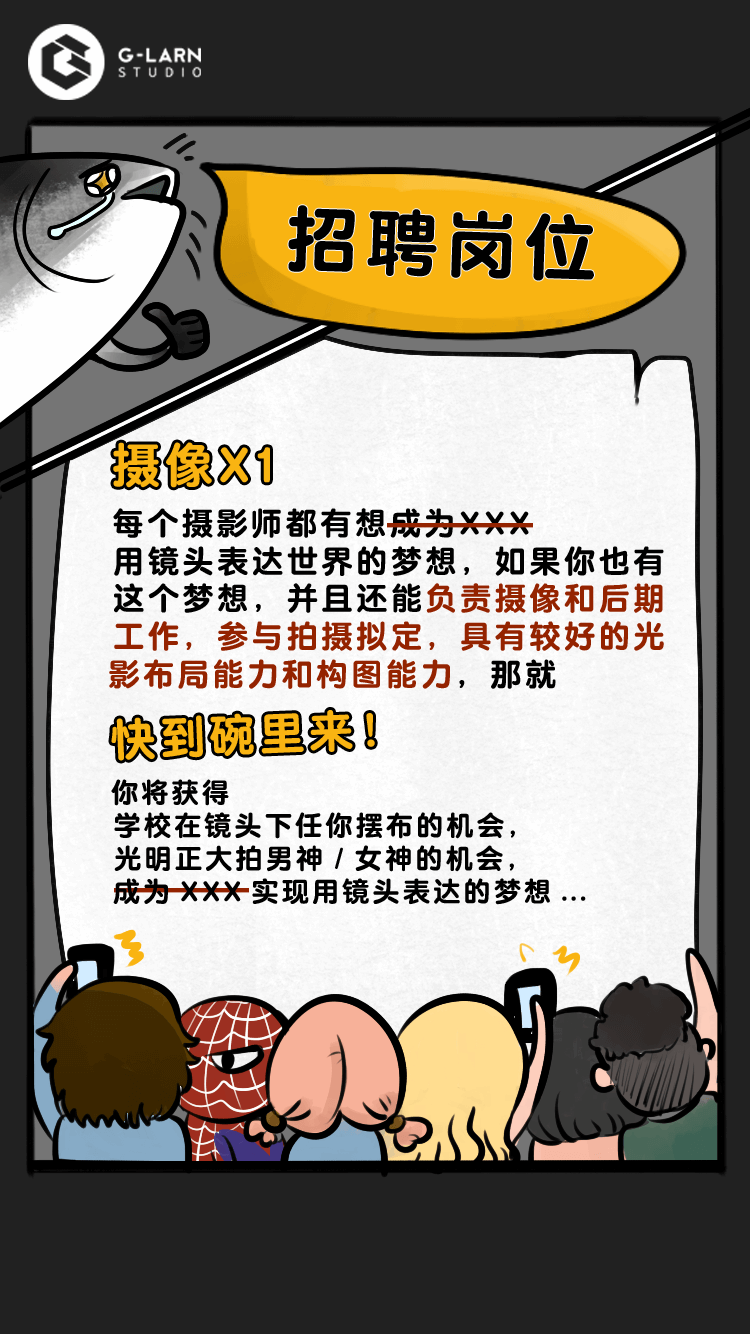 G-LARN
STUDIO
招聘岗位
摄像X1
每个摄影师都有想成为XXX
用镜头表达世界的梦想，如果你也有
这个梦想，并且还能负责摄像和后期
工作，参与拍摄拟定，具有较好的光
影布局能力和构图能力，那就
快到碗里来！
你将获得
学校在镜头下任你摆布的机会，
光明正大拍男神 / 女神的机会，
成为 XXX 实现用镜头表达的梦想 ...